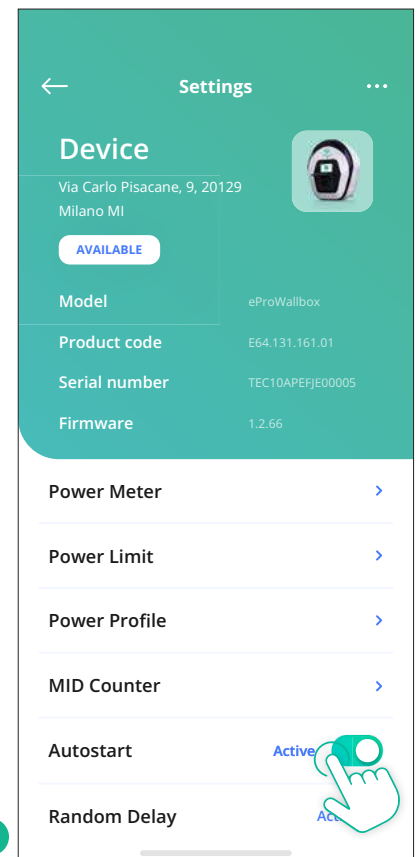 Settings
Device
Via Carlo Pisacane, 9, 20129
Milano MI
AVAILABLE
Model eProWallbox
Product code E64.131.161.01
Serial number TEC10APEFJE00005
Firmware 1.2.66
Power Meter
Power Limit
Power Profile
MID Counter
Autostart Active
Random Delay